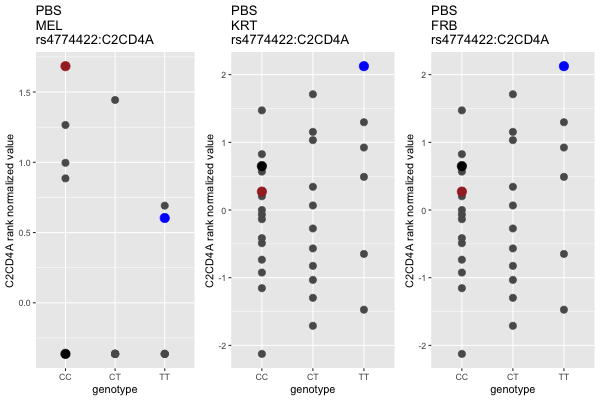 PBS
MEL
rs4774422:C2CD4A
C2CD4A rank normalized value
1.5
1.0
0.5
0.0
CC CT TT
genotype
PBS
KRT
rs4774422:C2CD4A
C2CD4A rank normalized value
2
1
0
-1
-2
CC CT TT
genotype
PBS
FRB
rs4774422:C2CD4A
C2CD4A rank normalized value
2
1
0
-1
-2
CC CT TT
genotype